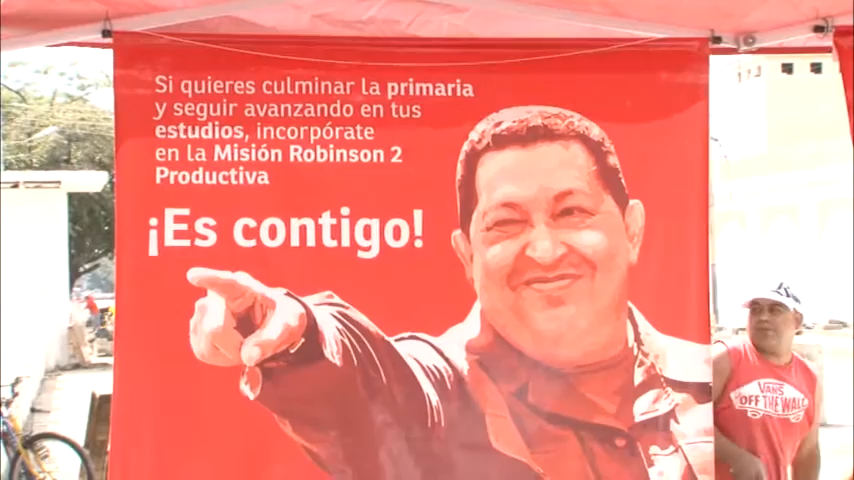 Si quieres culminar la primaria
y seguir avanzando en tus
estudios, incorpórate
en la Misión Robinson 2
Productiva
¡Es contigo!
VANS
"OFF THE WALL"